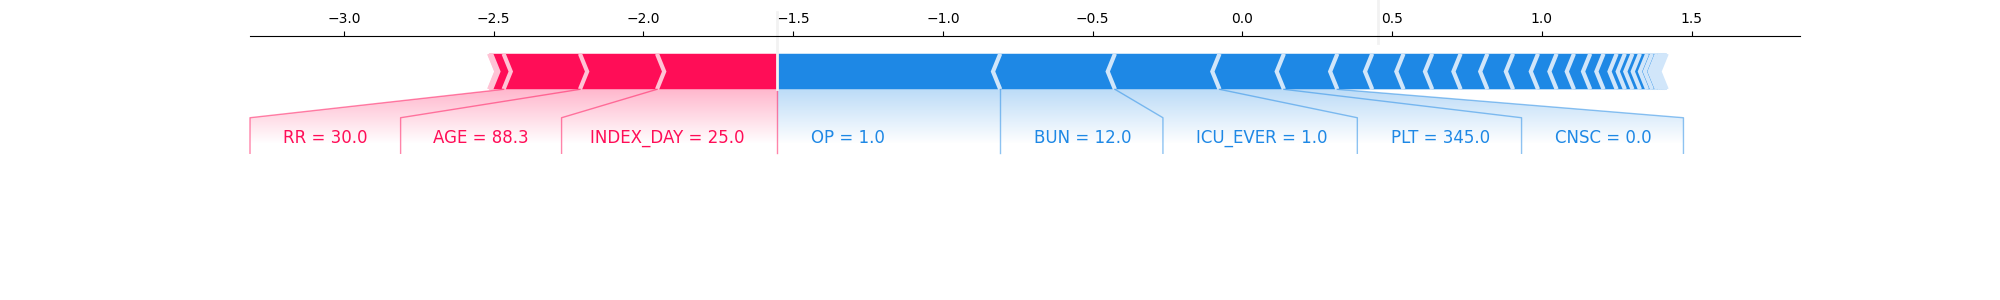 −3.0 −2.5 −2.0 −1.5 −1.0 −0.5 0.0 0.5 1.0 1.5
RR = 30.0 AGE = 88.3 INDEX_DAY = 25.0 OP = 1.0 BUN = 12.0 ICU_EVER = 1.0 PLT = 345.0 CNSC = 0.0